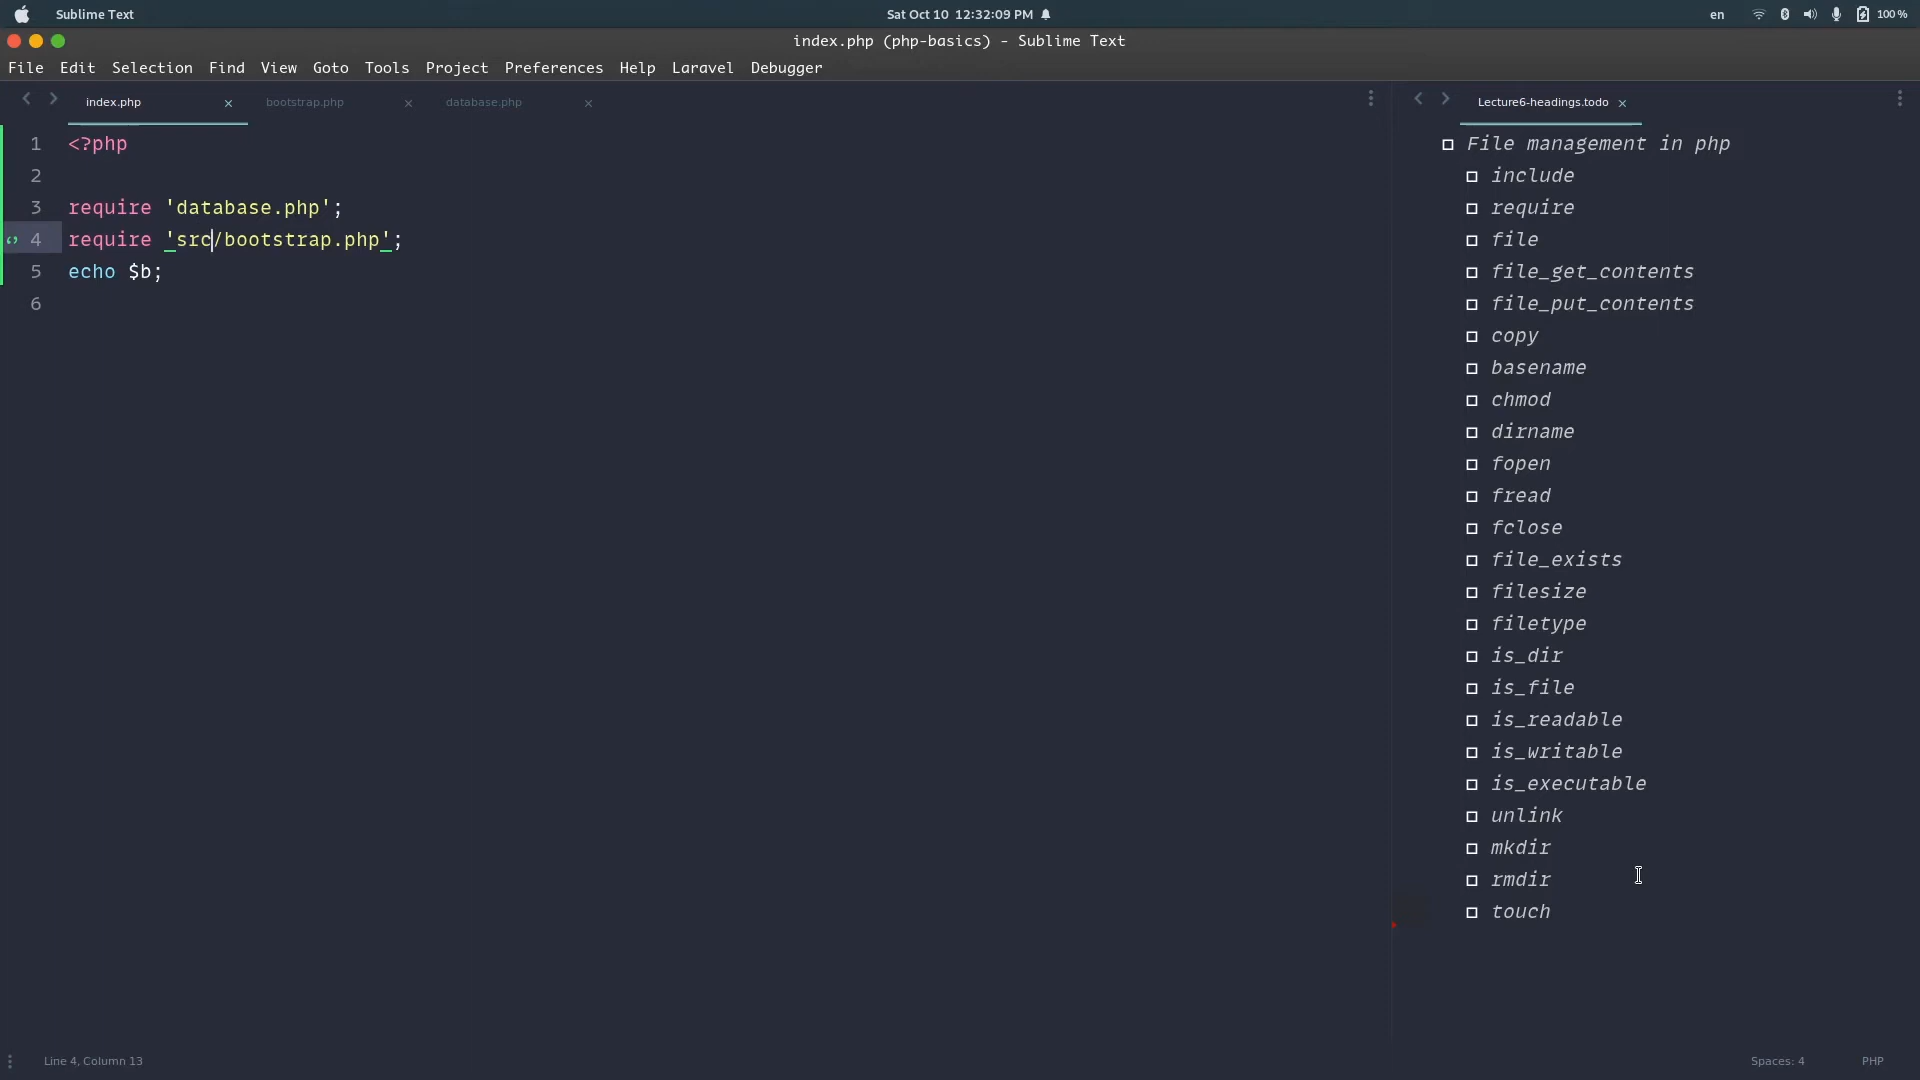 Sublime Text
Sat Oct 10 12:32:09 PM
en
100 %
index.php (php-basics) - Sublime Text
File Edit Selection Find View Goto Tools Project Preferences Help Laravel Debugger
index.php
bootstrap.php
database.php
1 <?php
2
3 require 'database.php';
4 require 'src/bootstrap.php';
5 echo $b;
6
Lecture6-headings.todo
File management in php
include
require
file
file_get_contents
file_put_contents
copy
basename
chmod
dirname
fopen
fread
fclose
file_exists
filesize
filetype
is_dir
is_file
is_readable
is_writable
is_executable
unlink
mkdir
rmdir
touch
Line 4, Column 13
Spaces: 4
PHP